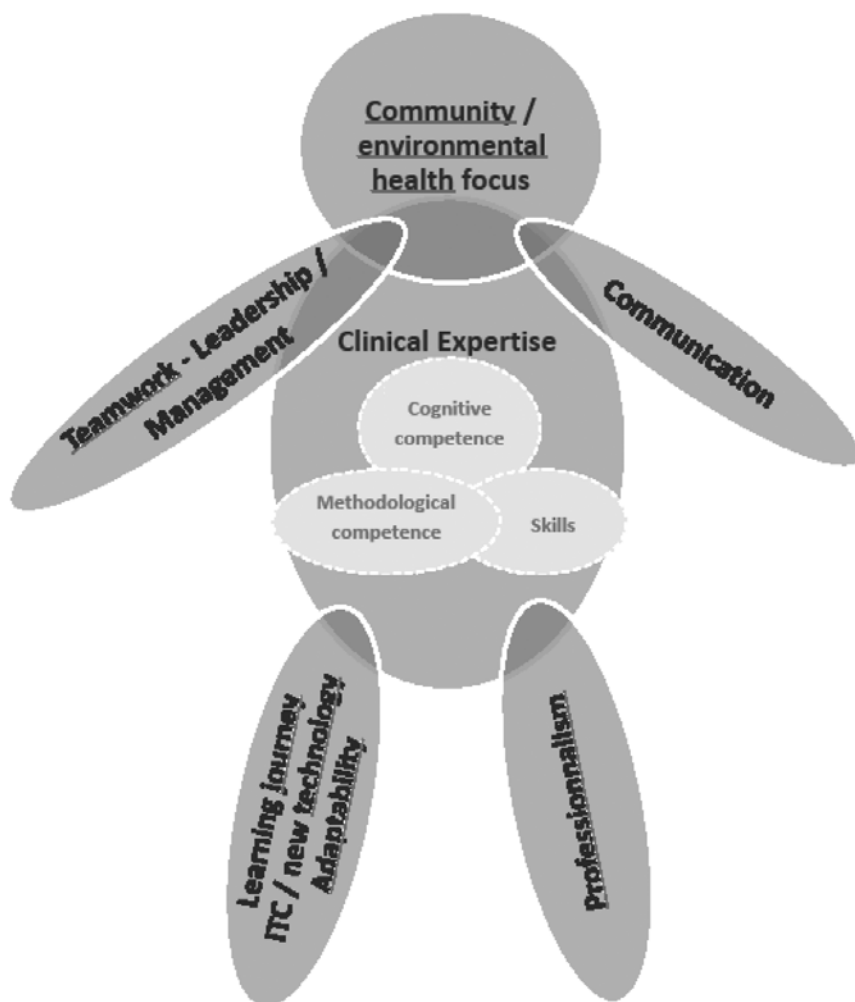 Community /
environmental
health focus
Teamwork - Leadership /
Management
Communication
Clinical Expertise
Cognitive
competence
Methodological
competence
Skills
Learning journey
ITC / new technology
Adaptability
Professionnalism